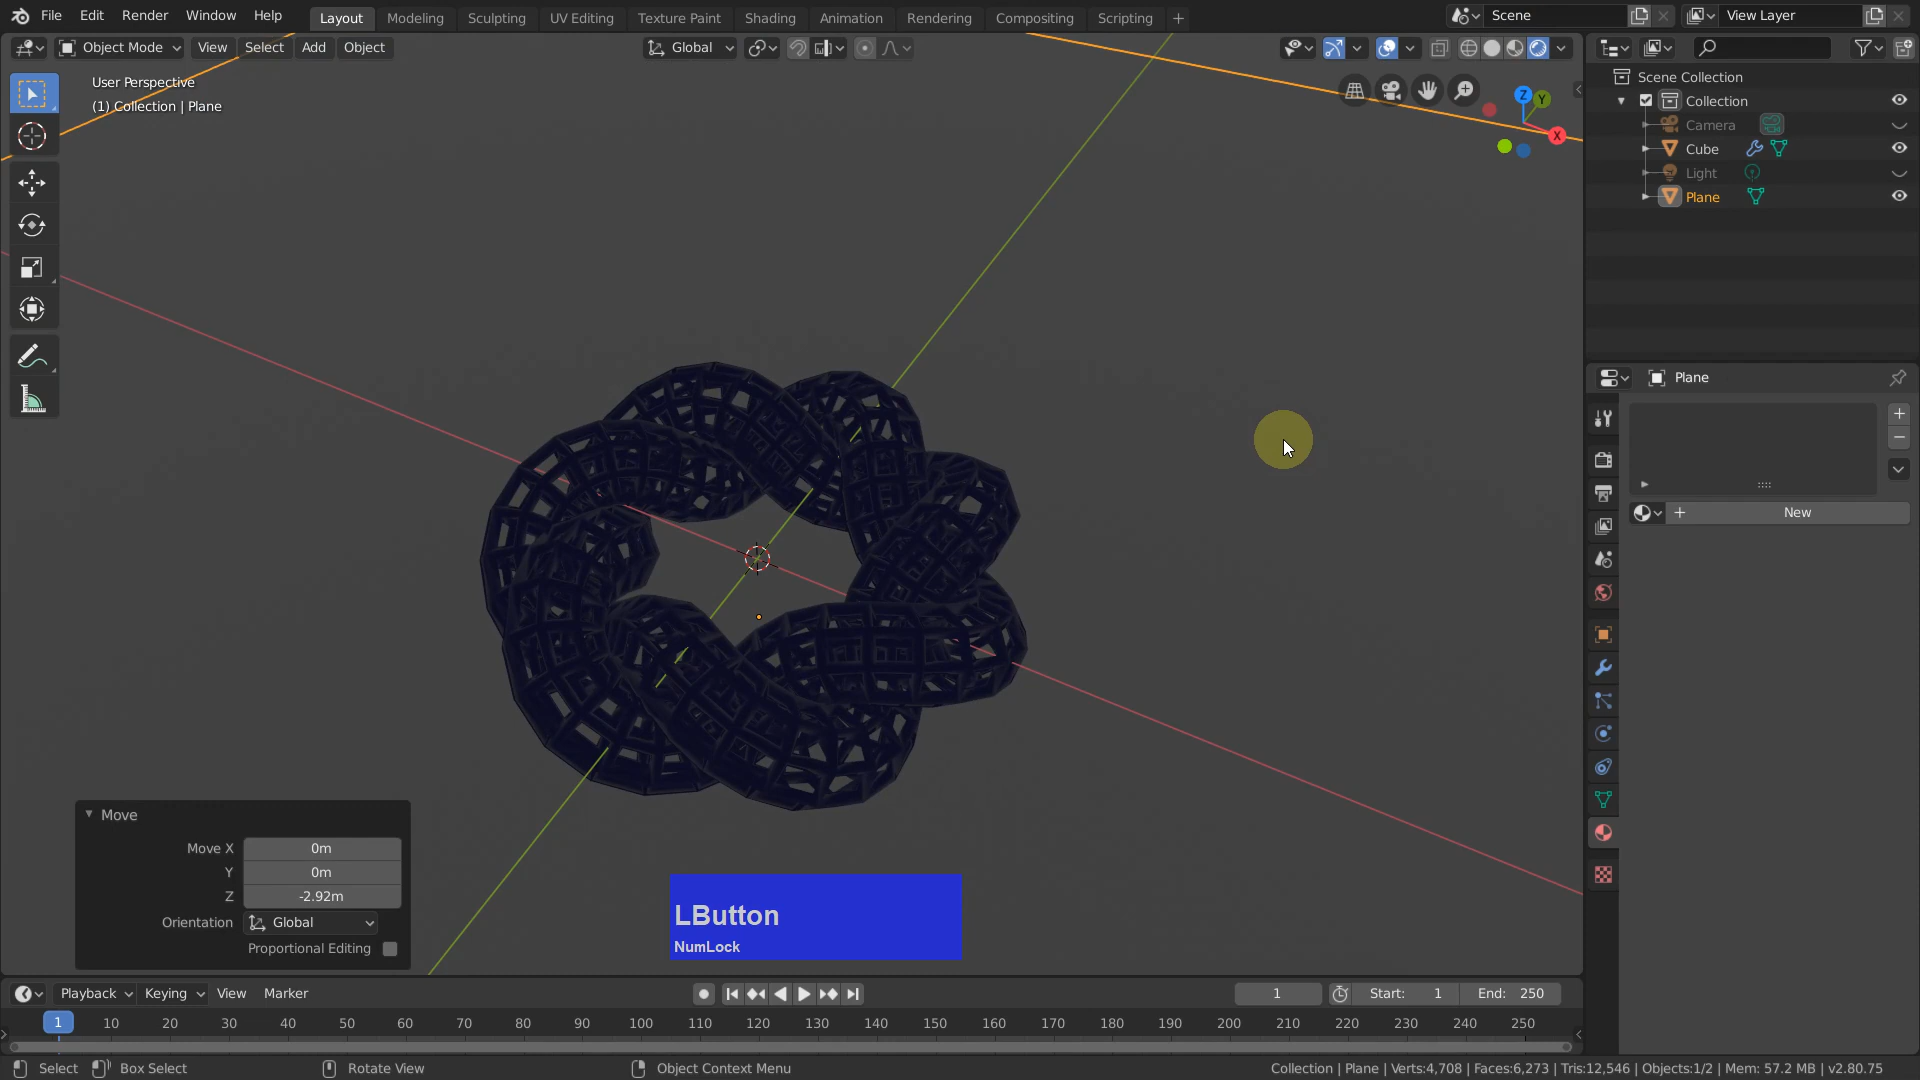 File Edit Render Window Help Layout Modeling Sculpting UV Editing Texture Paint Shading Animation Rendering Compositing Scripting + Scene View Layer
Object Mode View Select Add Object Global
User Perspective
(1) Collection | Plane
Z Y X
Scene Collection
Collection
Camera
Cube
Light
Plane
Plane
New
Move
Move X 0m
Y 0m
Z -2.92m
Orientation Global
Proportional Editing
LButton
NumLock
Playback Keying View Marker 1 Start: 1 End: 250
1 10 20 30 40 50 60 70 80 90 100 110 120 130 140 150 160 170 180 190 200 210 220 230 240 250
Select Box Select Rotate View Object Context Menu Collection | Plane | Verts:4,708 | Faces:6,273 | Tris:12,546 | Objects:1/2 | Mem: 57.2 MB | v2.80.75